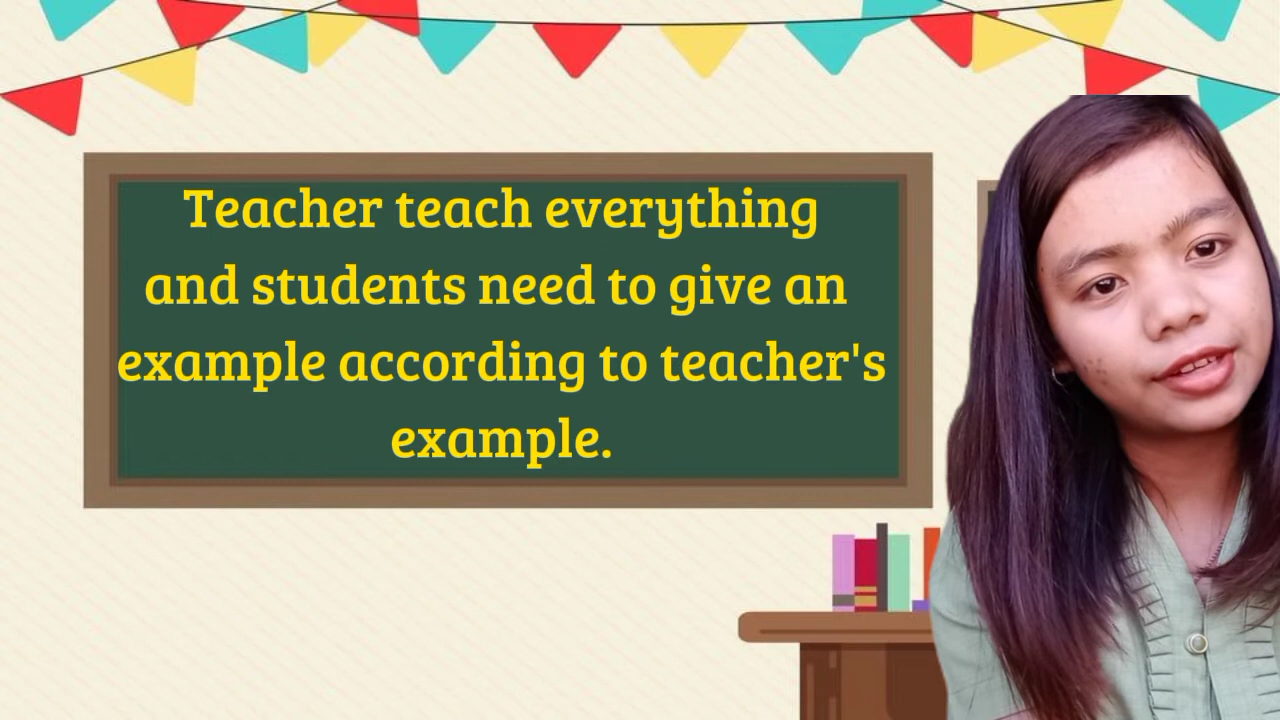 Teacher teach everything
and students need to give an
example according to teacher's
example.